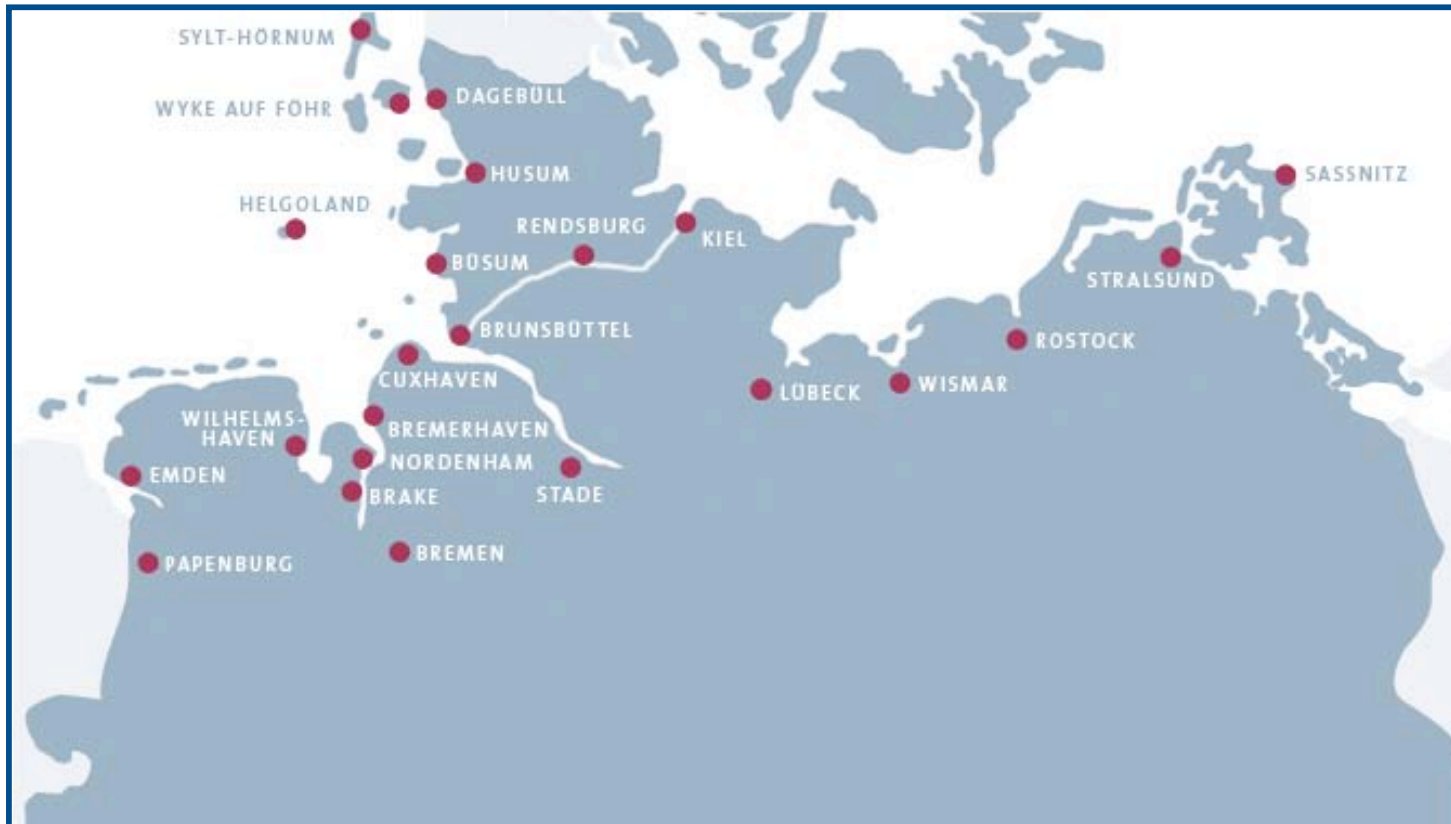 SYLT-HÖRNUM
WYKE AUF FÖHR
DAGEBÜLL
HUSUM
SASSNITZ
HELGOLAND
RENDSBURG
KIEL
BÜSUM
STRALSUND
BRUNSBÜTTEL
ROSTOCK
CUXHAVEN
LÜBECK
WISMAR
WILHELMS-
HAVEN
BREMERHAVEN
NORDENHAM
EMDEN
BRAKE
STADE
BREMEN
PAPENBURG